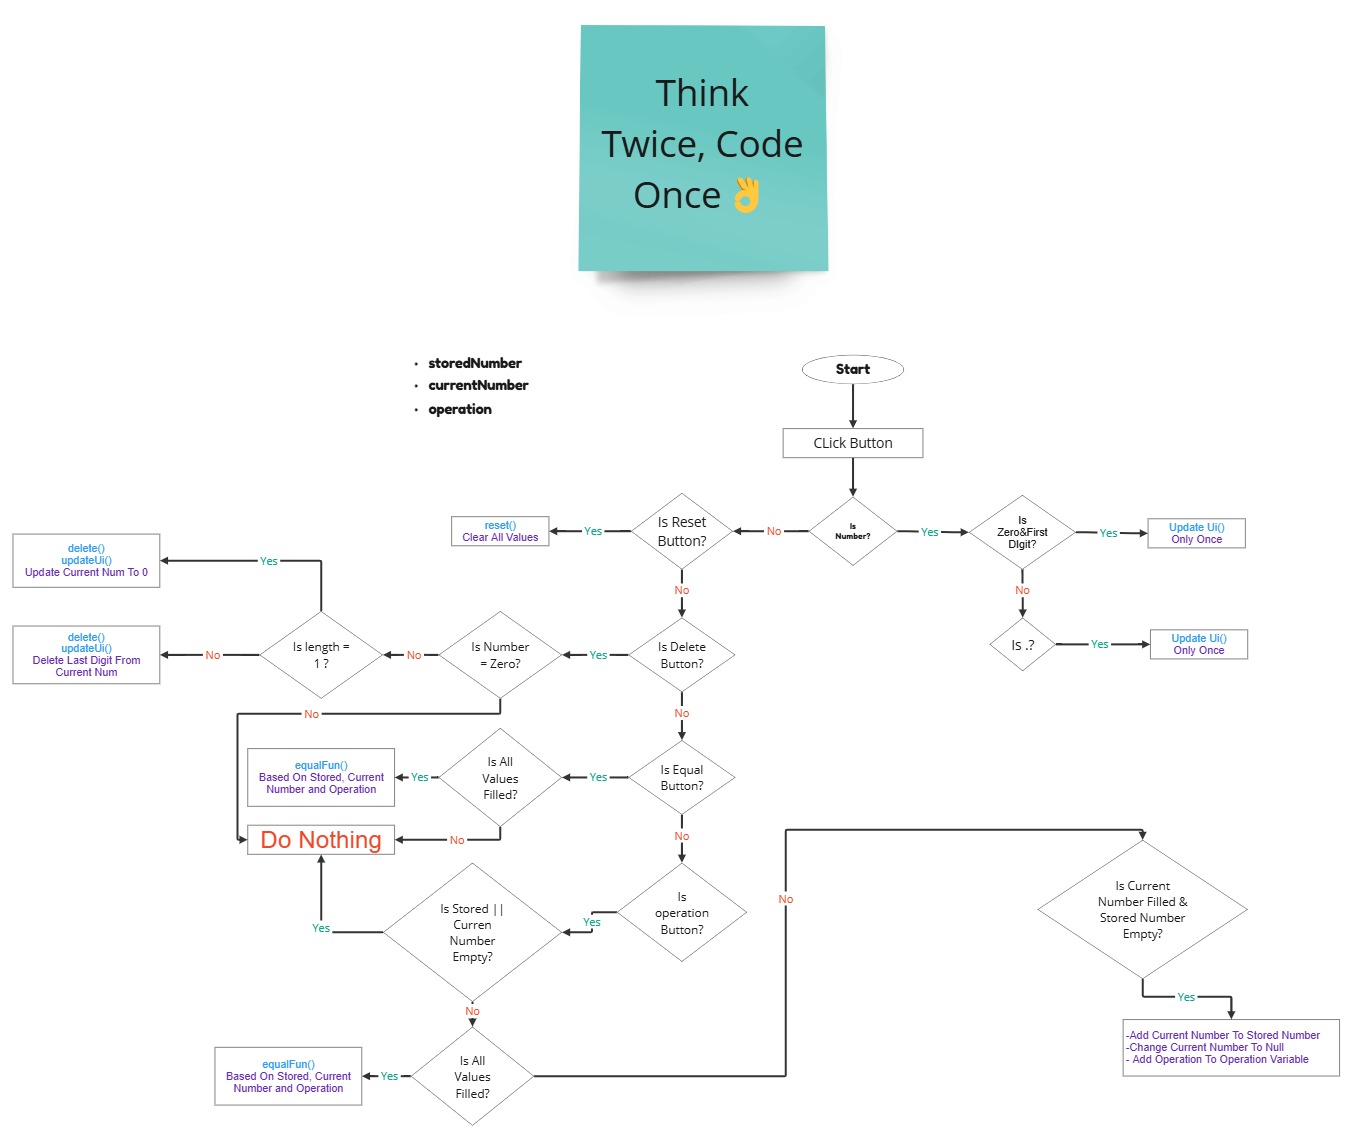 Think
Twice, Code
Once 👌
• storedNumber
• currentNumber
• operation
Start
CLick Button
Is
Number?
No
Yes
Is Reset
Button?
Yes
reset()
Clear All Values
No
Is
Zero&First
DIgit?
Yes
Update Ui()
Only Once
No
Is .?
Yes
Update Ui()
Only Once
Is Delete
Button?
Yes
Is Number
= Zero?
No
Is length =
1 ?
Yes
delete()
updateUi()
Update Current Num To 0
No
delete()
updateUi()
Delete Last Digit From
Current Num
No
No
Is Equal
Button?
Yes
Is All
Values
Filled?
Yes
equalFun()
Based On Stored, Current
Number and Operation
No
Do Nothing
No
Is
operation
Button?
Yes
Is Stored ||
Curren
Number
Empty?
Yes
No
Is All
Values
Filled?
Yes
equalFun()
Based On Stored, Current
Number and Operation
No
Is Current
Number Filled &
Stored Number
Empty?
Yes
-Add Current Number To Stored Number
-Change Current Number To Null
- Add Operation To Operation Variable